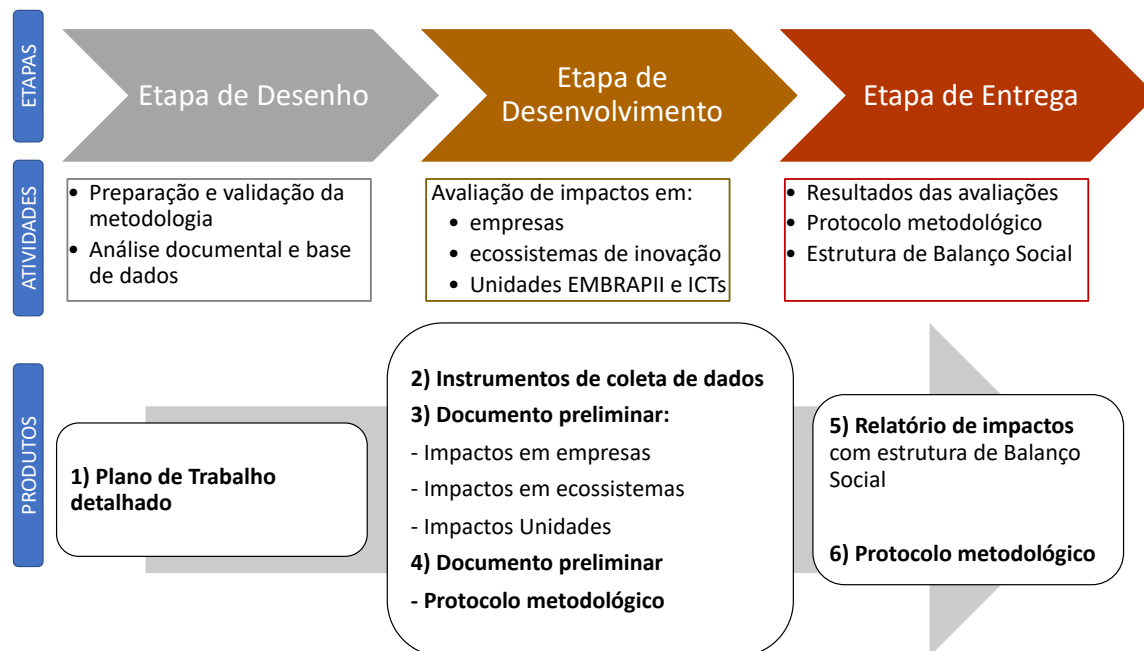 ETAPAS
Etapa de Desenho
Etapa de
Desenvolvimento
Etapa de Entrega
ATIVIDADES
• Preparação e validação da
metodologia
• Análise documental e base
de dados
Avaliação de impactos em:
• empresas
• ecossistemas de inovação
• Unidades EMBRAPII e ICTs
• Resultados das avaliações
• Protocolo metodológico
• Estrutura de Balanço Social
PRODUTOS
1) Plano de Trabalho
detalhado
2) Instrumentos de coleta de dados
3) Documento preliminar:
- Impactos em empresas
- Impactos em ecossistemas
- Impactos Unidades
4) Documento preliminar
- Protocolo metodológico
5) Relatório de impactos
com estrutura de Balanço
Social
6) Protocolo metodológico